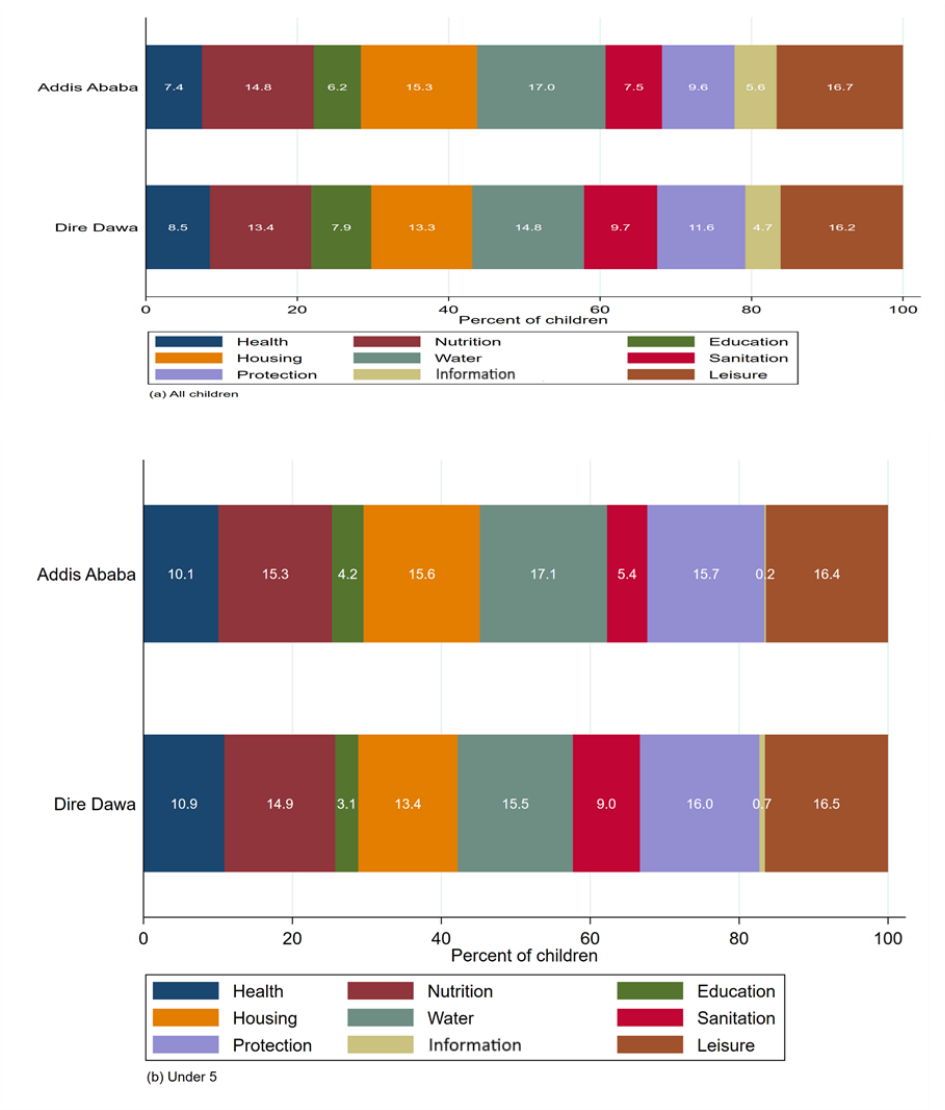 Addis Ababa 7.4 14.8 6.2 15.3 17.0 7.5 9.6 5.6 16.7
Dire Dawa 8.5 13.4 7.9 13.3 14.8 9.7 11.6 4.7 16.2
0 20 40 60 80 100
Percent of children
Health Nutrition Education
Housing Water Sanitation
Protection Information Leisure
(a) All children
Addis Ababa 10.1 15.3 4.2 15.6 17.1 5.4 15.7 0.2 16.4
Dire Dawa 10.9 14.9 3.1 13.4 15.5 9.0 16.0 0.7 16.5
0 20 40 60 80 100
Percent of children
Health Nutrition Education
Housing Water Sanitation
Protection Information Leisure
(b) Under 5